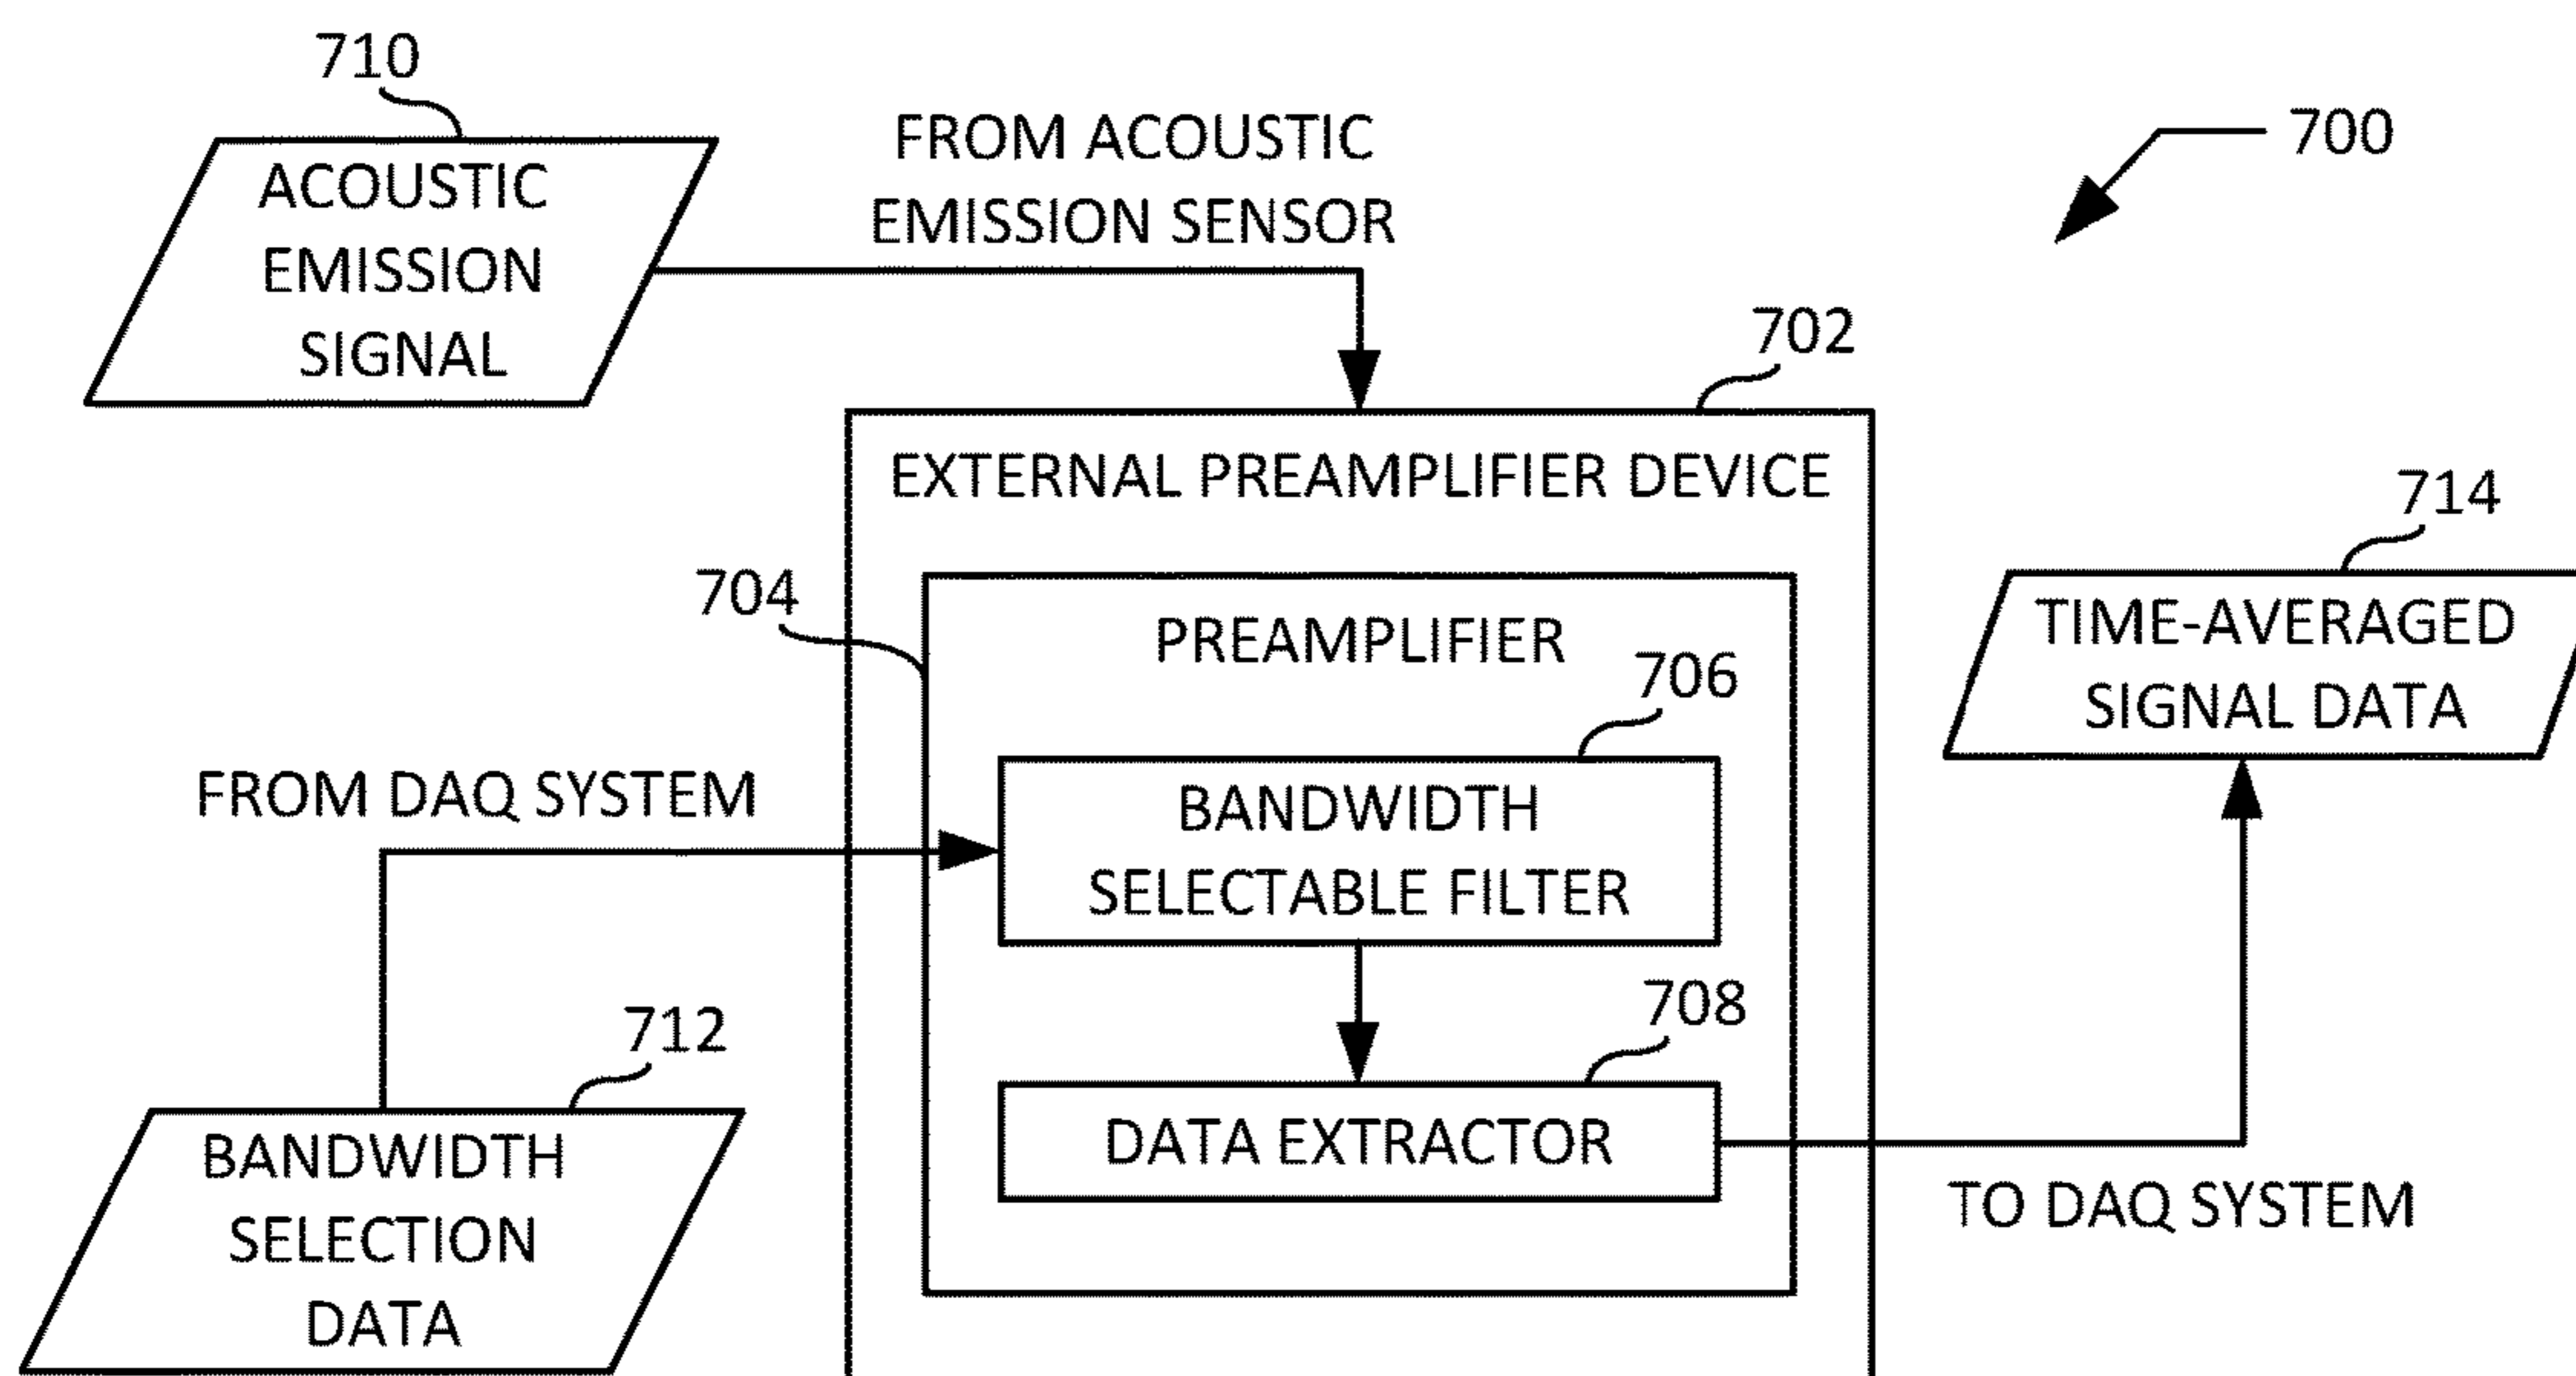 710
ACOUSTIC
EMISSION
SIGNAL
FROM ACOUSTIC
EMISSION SENSOR
700
702
EXTERNAL PREAMPLIFIER DEVICE
704
PREAMPLIFIER
706
BANDWIDTH
SELECTABLE FILTER
708
DATA EXTRACTOR
FROM DAQ SYSTEM
712
BANDWIDTH
SELECTION
DATA
714
TIME-AVERAGED
SIGNAL DATA
TO DAQ SYSTEM